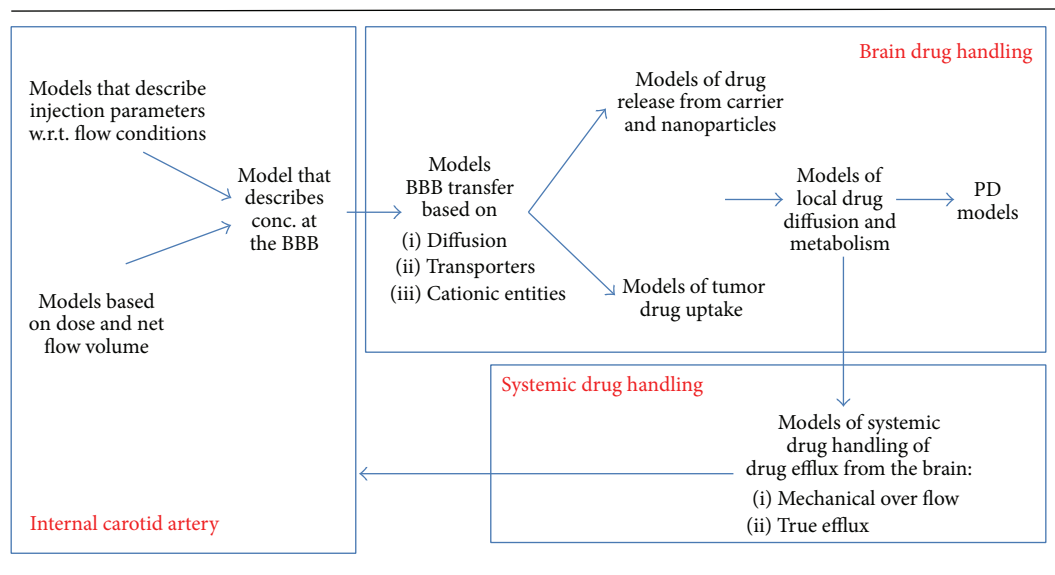 Models that describe
injection parameters
w.r.t. flow conditions
Model that
describes
conc. at
the BBB
Models based
on dose and net
flow volume
Internal carotid artery
Brain drug handling
Models
BBB transfer
based on
(i) Diffusion
(ii) Transporters
(iii) Cationic entities
Models of drug
release from carrier
and nanoparticles
Models of tumor
drug uptake
Models of
local drug
diffusion and
metabolism
PD
models
Systemic drug handling
Models of systemic
drug handling of
drug efflux from the brain:
(i) Mechanical over flow
(ii) True efflux